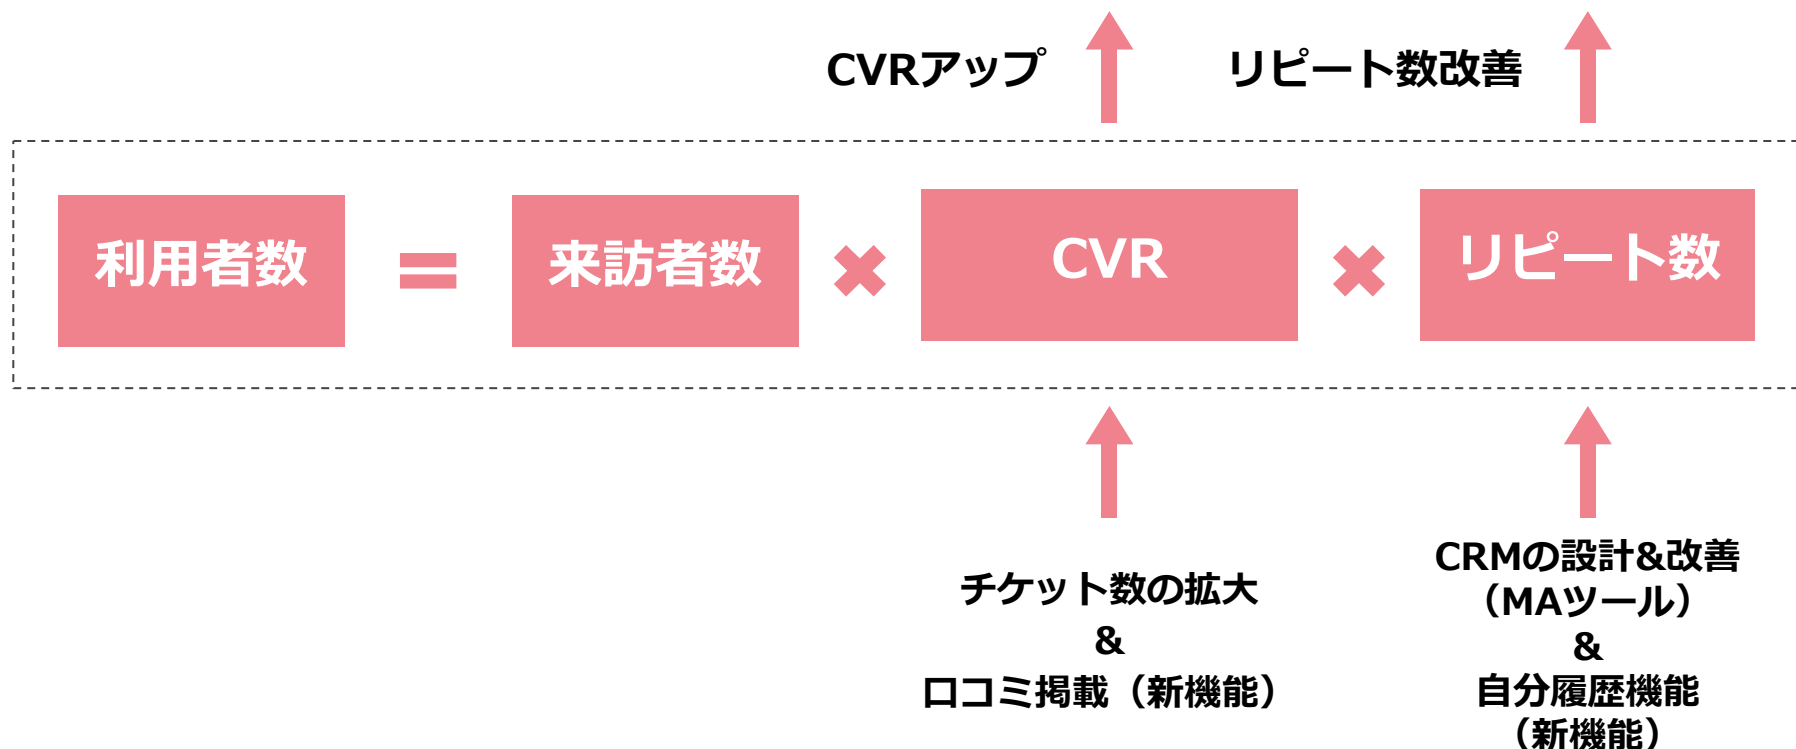 CVRアップ
リピート数改善
利用者数
=
来訪者数
×
CVR
×
リピート数
チケット数の拡大
&
口コミ掲載（新機能）
CRMの設計&改善
（MAツール）
&
自分履歴機能
（新機能）